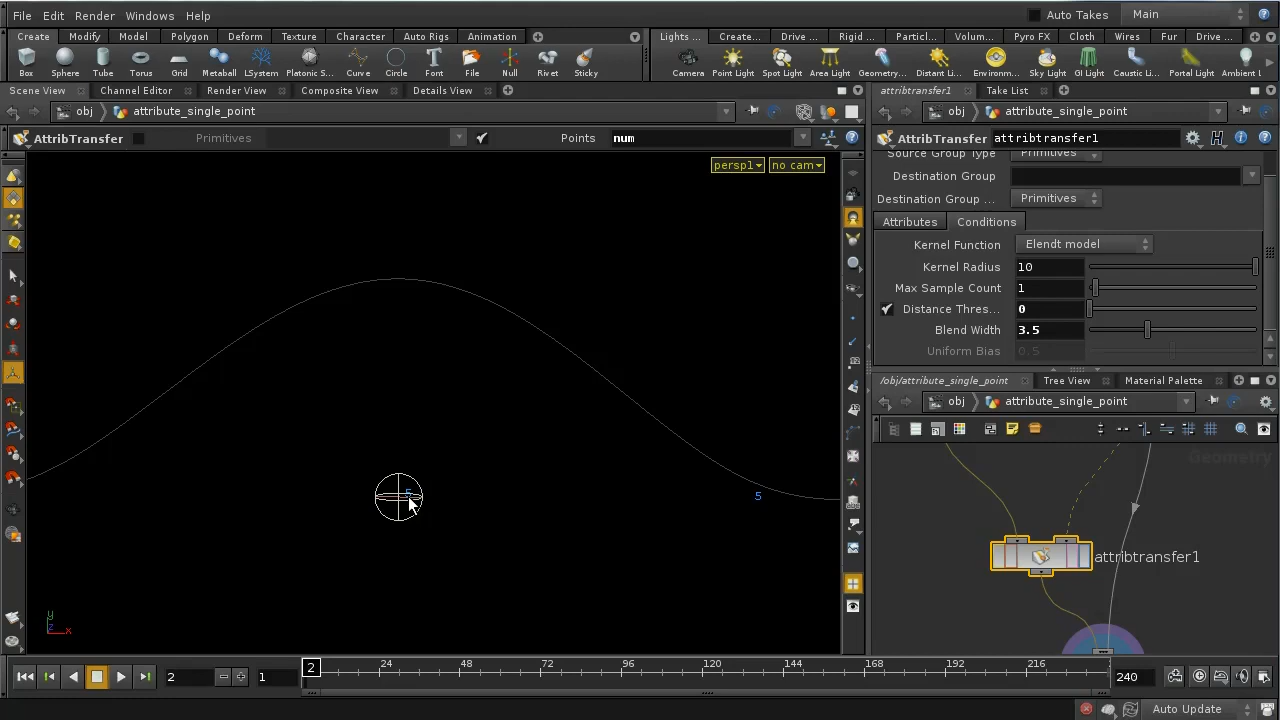 File Edit Render Windows Help Auto Takes Main
Create Modify Model Polygon Deform Texture Character Auto Rigs Animation Lights ... Create... Drive ... Rigid ... Particl... Volum... Pyro FX Cloth Wires Fur Drive ...
Box Sphere Tube Torus Grid Metaball LSystem Platonic S... Curve Circle Font File Null Rivet Sticky Camera Point Light Spot Light Area Light Geometry... Distant Li... Environm... Sky Light GI Light Caustic Li... Portal Light Ambient L
Scene View Channel Editor Render View Composite View Details View attribtransfer1 Take List
obj attribute_single_point obj attribute_single_point
AttribTransfer Primitives Points num AttribTransfer attribtransfer1
persp1 no cam
Source Group Type Primitives
Destination Group
Destination Group ... Primitives
Attributes Conditions
Kernel Function Elendt model
Kernel Radius 10
Max Sample Count 1
Distance Thres... 0
Blend Width 3.5
Uniform Bias 0.5
/obj/attribute_single_point Tree View Material Palette
obj attribute_single_point
Geometry
5 5
attribtransfer1
y
z x
2 1 2 24 48 72 96 120 144 168 192 216 240
Auto Update